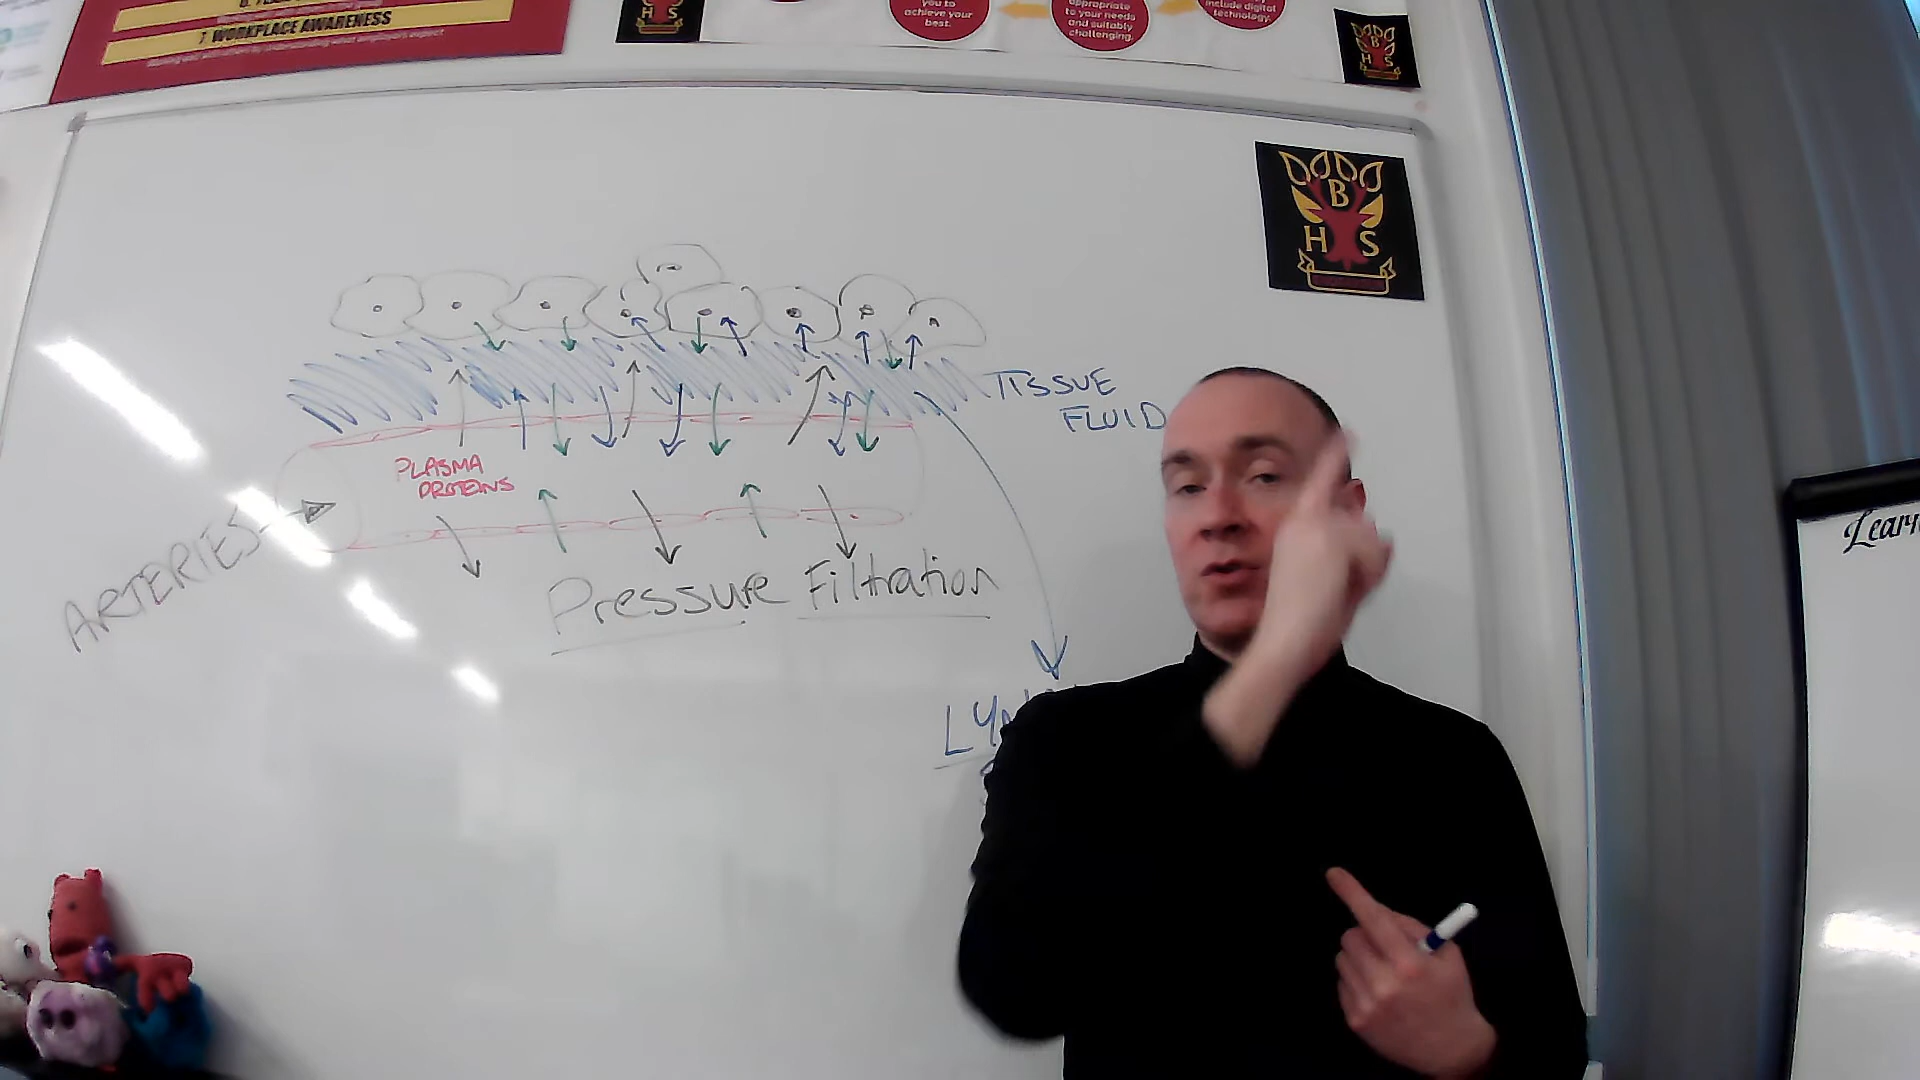 7. WORKPLACE AWARENESS
you to
achieve your
best.
appropriate
to your needs
and suitably
challenging.
include digital
technology.
B
H S
B
H S
H S
TISSUE
FLUID
PLASMA
PROTEINS
ARTERIES
Pressure Filtration
Learn